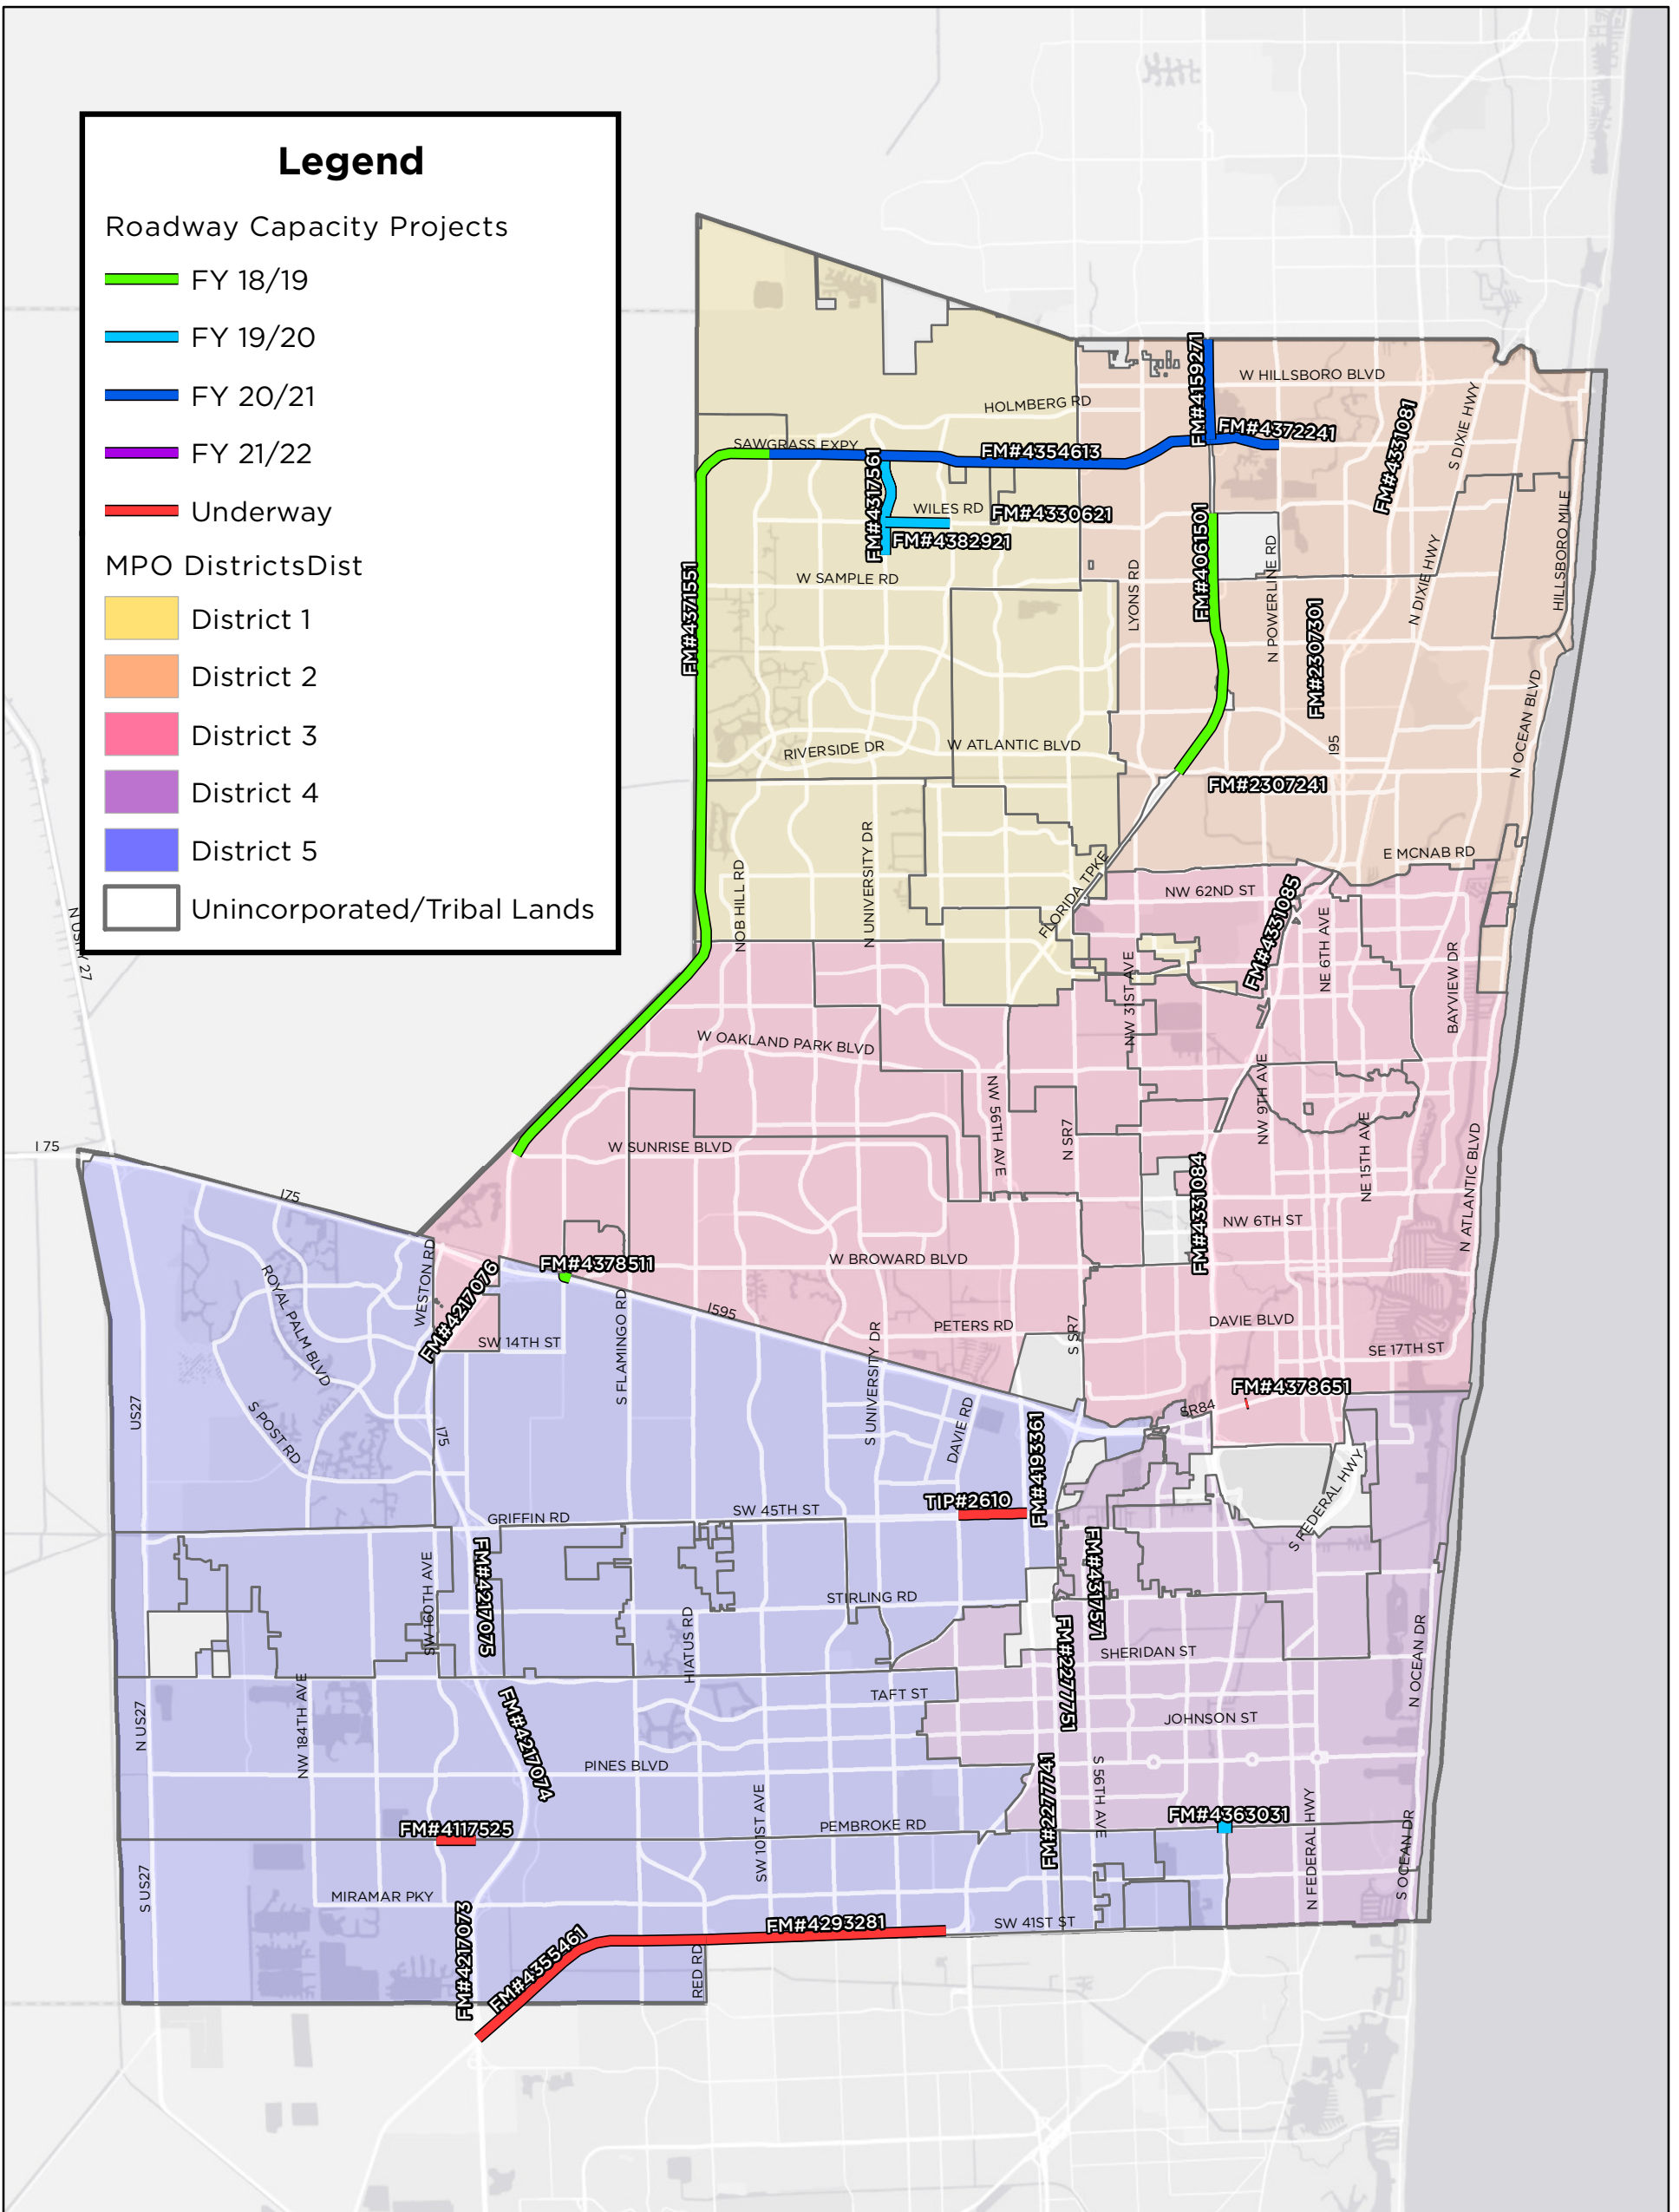 Legend
Roadway Capacity Projects
FY 18/19
FY 19/20
FY 20/21
FY 21/22
Underway
MPO DistrictsDist
District 1
District 2
District 3
District 4
District 5
Unincorporated/Tribal Lands
FM#4159271
W HILLSBORO BLVD
HOLMBERG RD
FM#4372241
FM#4331081
S DIXIE HWY
SAWGRASS EXPY
FM#4354613
FM#4317561
WILES RD
FM#4330621
FM#4382921
FM#4061501
HILLSBORO MILE
FM#4371551
W SAMPLE RD
LYONS RD
N POWERLINE RD
N DIXIE HWY
FM#2307301
RIVERSIDE DR
W ATLANTIC BLVD
I95
N OCEAN BLVD
FM#2307241
NOB HILL RD
N UNIVERSITY DR
FLORIDA TPKE
E MCNAB RD
NW 62ND ST
FM#4331085
NE 6TH AVE
BAYVIEW DR
NW 31ST AVE
W OAKLAND PARK BLVD
NW 56TH AVE
N SR7
NW 9TH AVE
NE 15TH AVE
I 75
W SUNRISE BLVD
FM#4331084
N ATLANTIC BLVD
I75
NW 6TH ST
WESTON RD
FM#4378511
W BROWARD BLVD
FM#4217076
ROYAL PALM BLVD
S FLAMINGO RD
I595
PETERS RD
S SR7
DAVIE BLVD
SW 14TH ST
S UNIVERSITY DR
SE 17TH ST
US27
S POST RD
I75
DAVIE RD
FM#4193361
FM#4378651
SR84
TIP#2610
SW 45TH ST
GRIFFIN RD
S FEDERAL HWY
SW 160TH AVE
FM#4217075
STIRLING RD
FM#4317571
HIATUS RD
FM#2277751
SHERIDAN ST
N OCEAN DR
N US27
NW 184TH AVE
FM#4217074
TAFT ST
JOHNSON ST
PINES BLVD
SW 101ST AVE
FM#2277741
S 56TH AVE
FM#4363031
FM#4117525
PEMBROKE RD
N FEDERAL HWY
S OCEAN DR
S US27
MIRAMAR PKY
FM#4217073
FM#4355461
FM#4293281
SW 41ST ST
RED RD